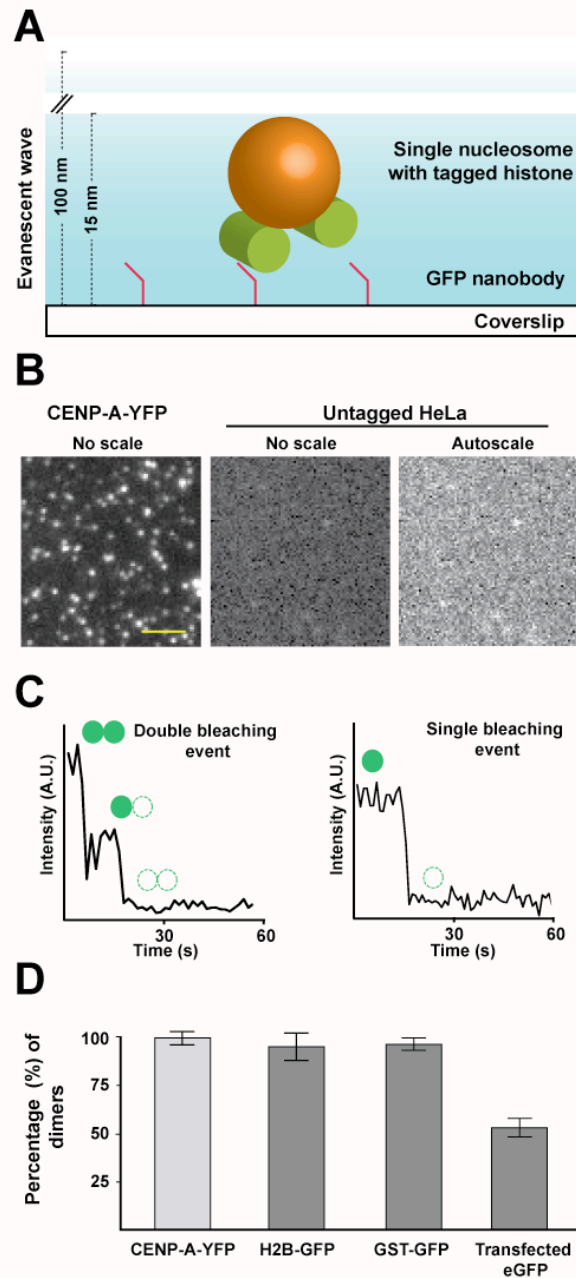 A
Evanescent wave
100 nm
15 nm
Single nucleosome
with tagged histone
GFP nanobody
Coverslip
B
CENP-A-YFP
Untagged HeLa
No scale
No scale
Autoscale
C
Intensity (A.U.)
Double bleaching
event
30
60
Time (s)
Intensity (A.U.)
Single bleaching
event
30
60
Time (s)
D
Percentage (%) of
dimers
100
75
50
25
CENP-A-YFP
H2B-GFP
GST-GFP
Transfected
eGFP